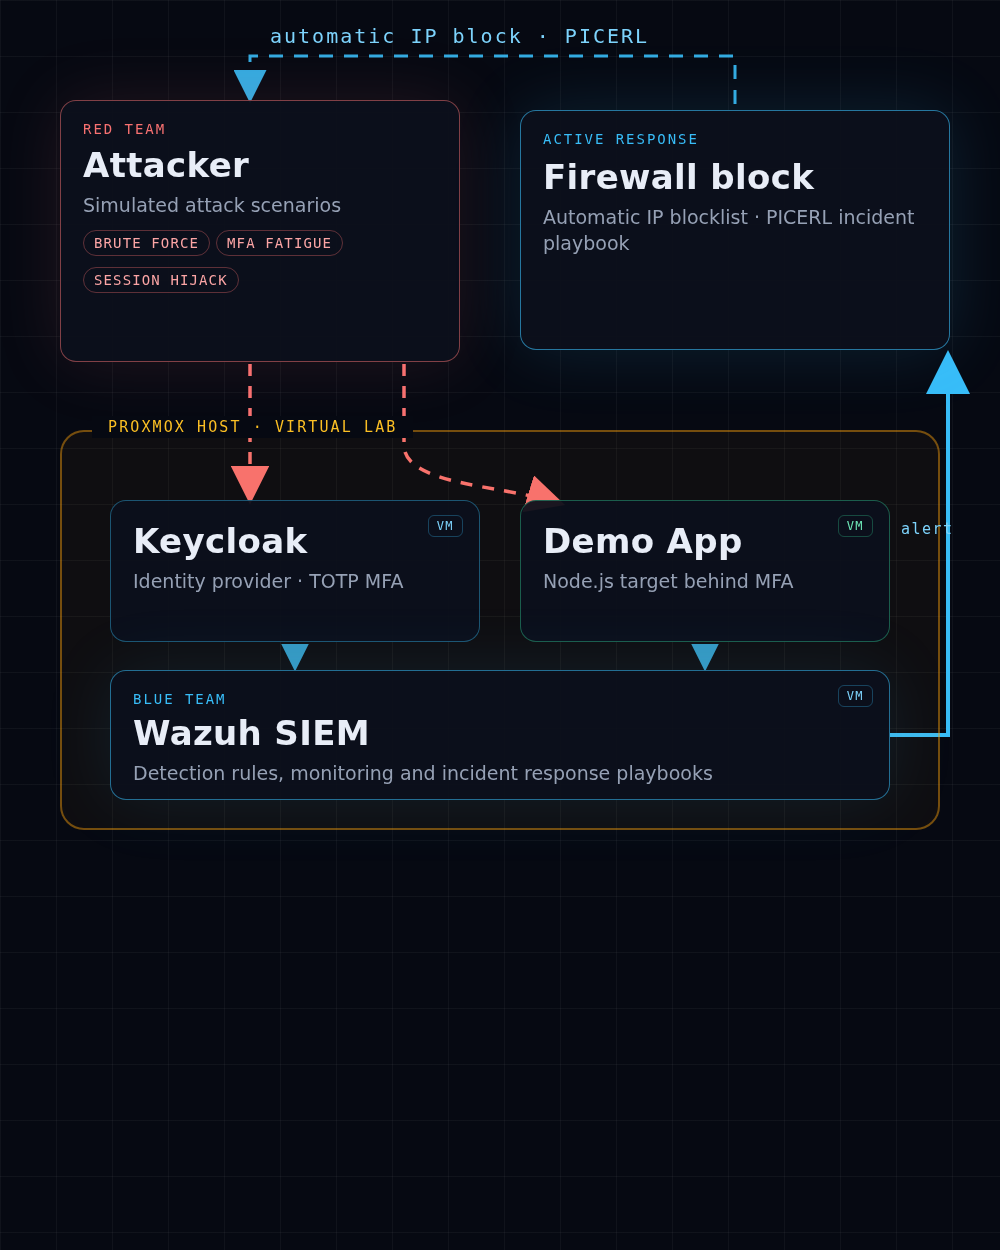 automatic IP block · PICERL
RED TEAM
Attacker
Simulated attack scenarios
BRUTE FORCE
MFA FATIGUE
SESSION HIJACK
ACTIVE RESPONSE
Firewall block
Automatic IP blocklist · PICERL incident
playbook
PROXMOX HOST · VIRTUAL LAB
Keycloak
VM
Identity provider · TOTP MFA
Demo App
VM
Node.js target behind MFA
alert
BLUE TEAM
VM
Wazuh SIEM
Detection rules, monitoring and incident response playbooks